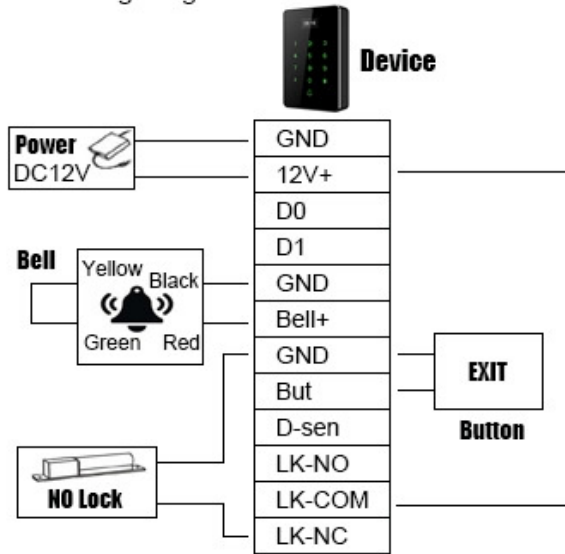 Device
Power
DC12V
GND
12V+
D0
D1
GND
Bell+
GND
But
D-sen
LK-NO
LK-COM
LK-NC
Bell
Yellow
Black
Green
Red
EXIT
Button
NO Lock